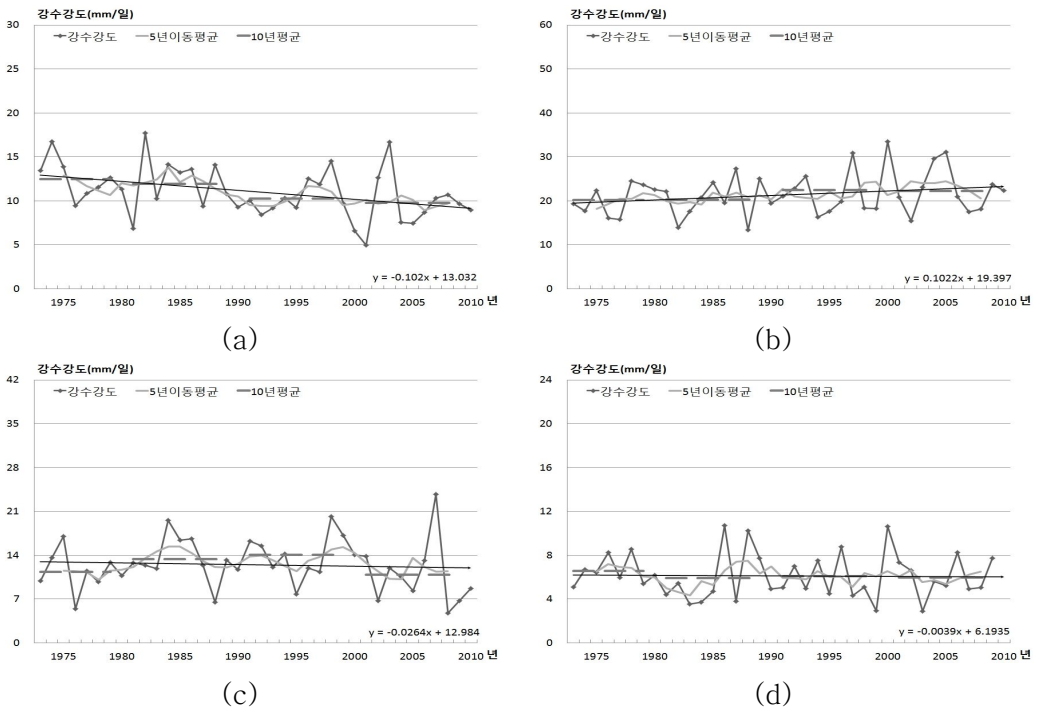 강수강도(mm/일)
30
강수강도 5년이동평균 10년평균
25
20
15
10
5
y = -0.102x + 13.032
0
1975 1980 1985 1990 1995 2000 2005 2010 년
(a)
강수강도(mm/일)
60
강수강도 5년이동평균 10년평균
50
40
30
20
10
y = 0.1022x + 19.397
0
1975 1980 1985 1990 1995 2000 2005 2010 년
(b)
강수강도(mm/일)
42
강수강도 5년이동평균 10년평균
35
28
21
14
7
y = -0.0264x + 12.984
0
1975 1980 1985 1990 1995 2000 2005 2010 년
(c)
강수강도(mm/일)
24
강수강도 5년이동평균 10년평균
20
16
12
8
4
y = -0.0039x + 6.1935
0
1975 1980 1985 1990 1995 2000 2005 2010 년
(d)